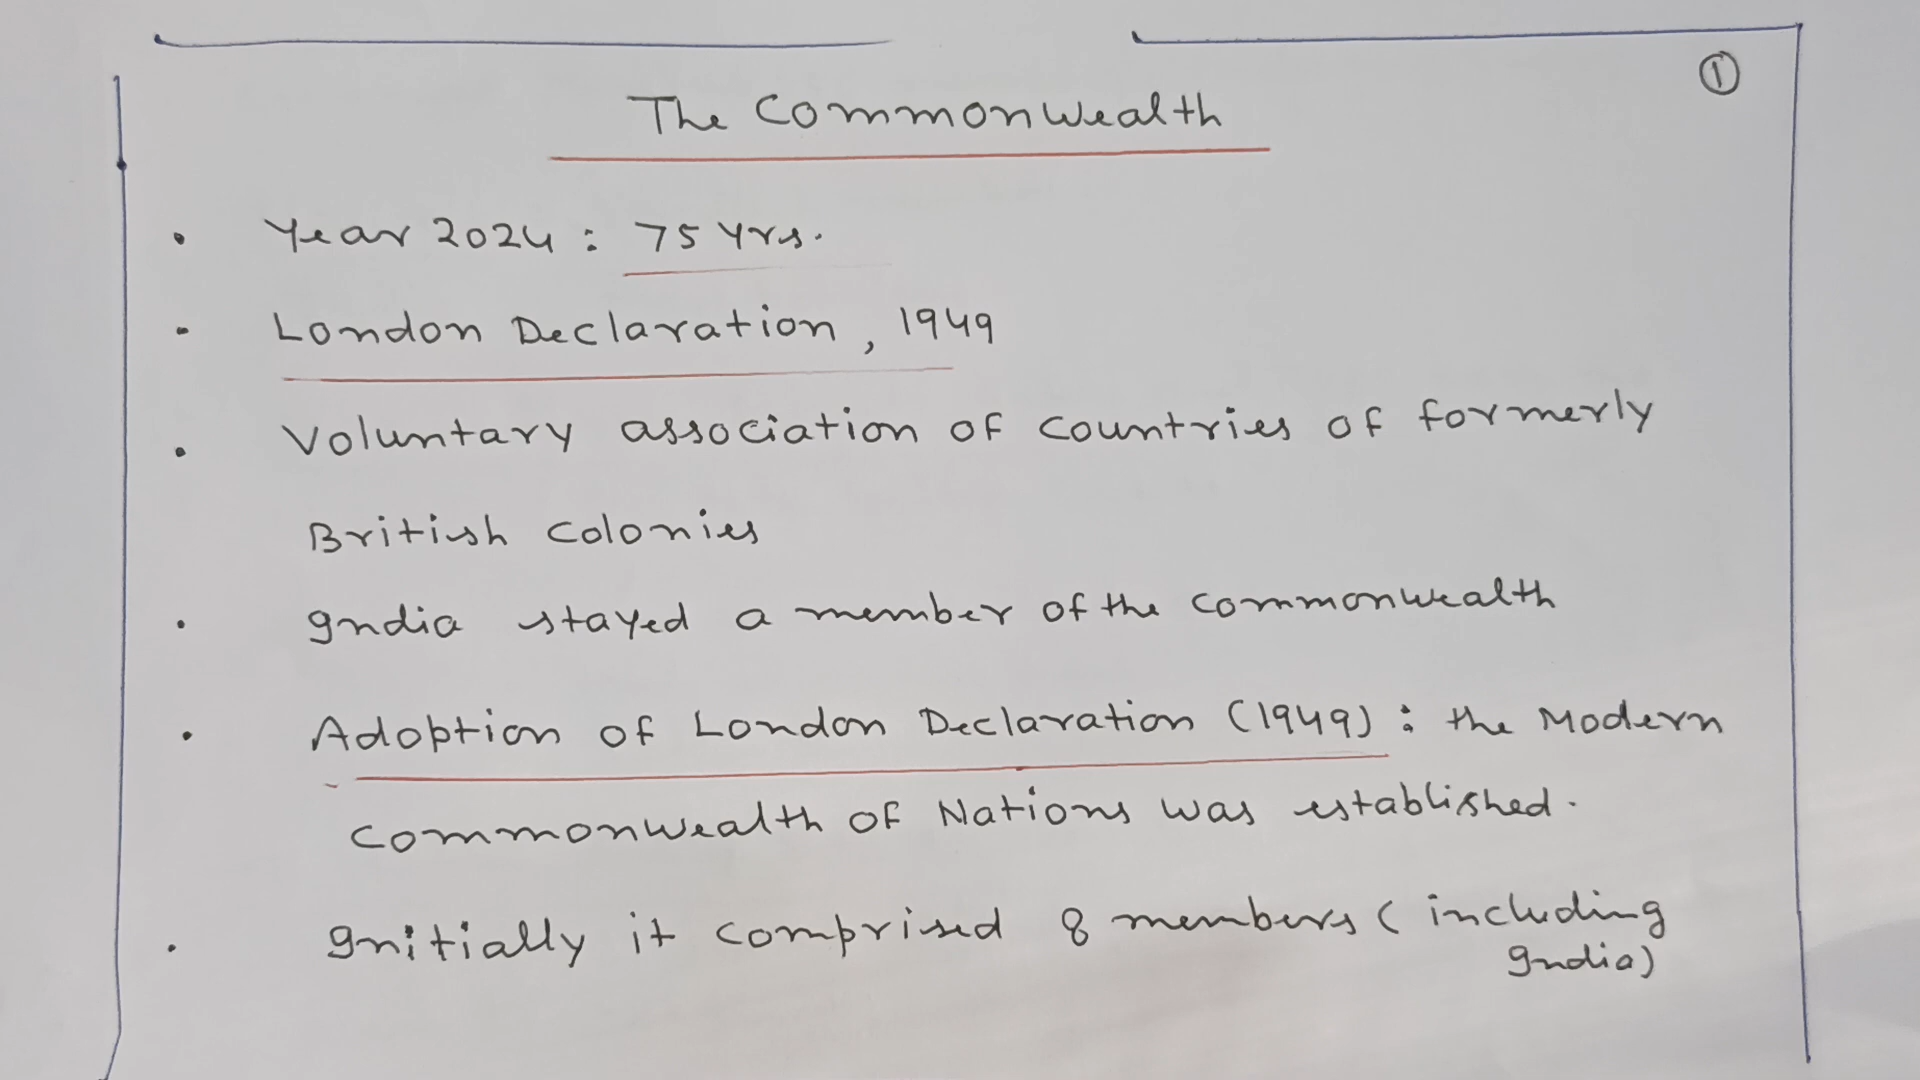 ①
The Commonwealth
• Year 2024 : 75 Yrs.
• London Declaration, 1949
• Voluntary association of countries of formerly
British colonies
• India stayed a member of the commonwealth
• Adoption of London Declaration (1949) : the Modern
commonwealth of Nations was established.
• Initially it comprised 8 members (including
India)